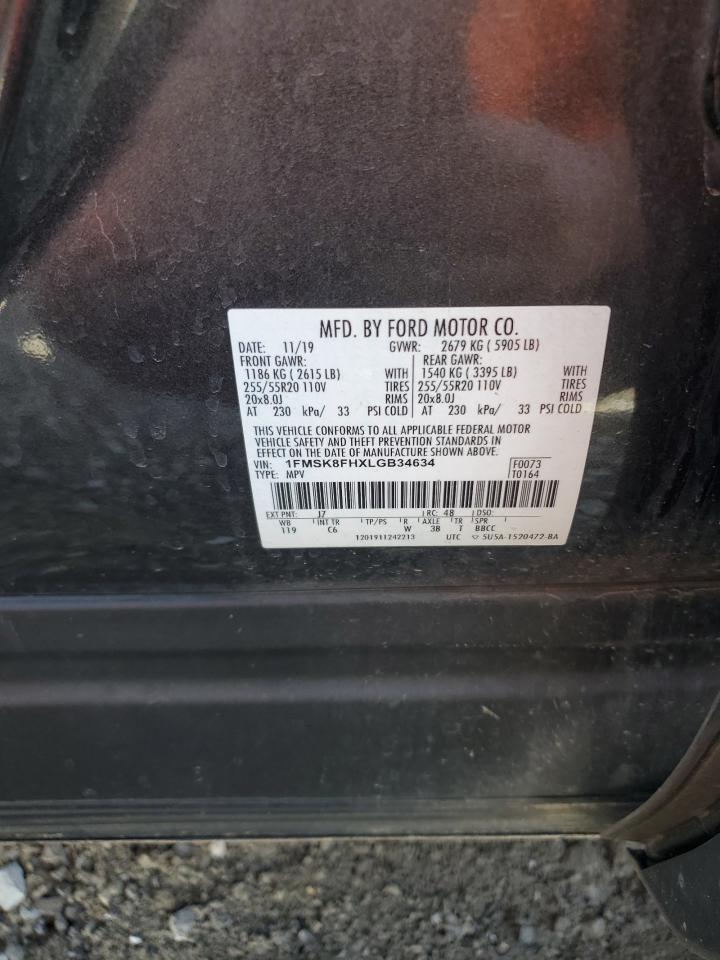 MFD. BY FORD MOTOR CO.
DATE: 11/19 GVWR: 2679 KG ( 5905 LB)
FRONT GAWR: REAR GAWR:
1186 KG ( 2615 LB) WITH 1540 KG ( 3395 LB) WITH
255/55R20 110V TIRES 255/55R20 110V TIRES
20x8.0J RIMS 20x8.0J RIMS
AT 230 kPa/ 33 PSI COLD AT 230 kPa/ 33 PSI COLD
THIS VEHICLE CONFORMS TO ALL APPLICABLE FEDERAL MOTOR
VEHICLE SAFETY AND THEFT PREVENTION STANDARDS IN
EFFECT ON THE DATE OF MANUFACTURE SHOWN ABOVE.
VIN: 1FMSK8FHXLGB34634 F0073
TYPE: MPV T0164
EXT PNT: J7 RC: 48 DSO:
WB INT TR TP/PS R AXLE TR SPR
119 C6 W 3B T BBCC
1201911242213 UTC 5U5A-1520472-BA